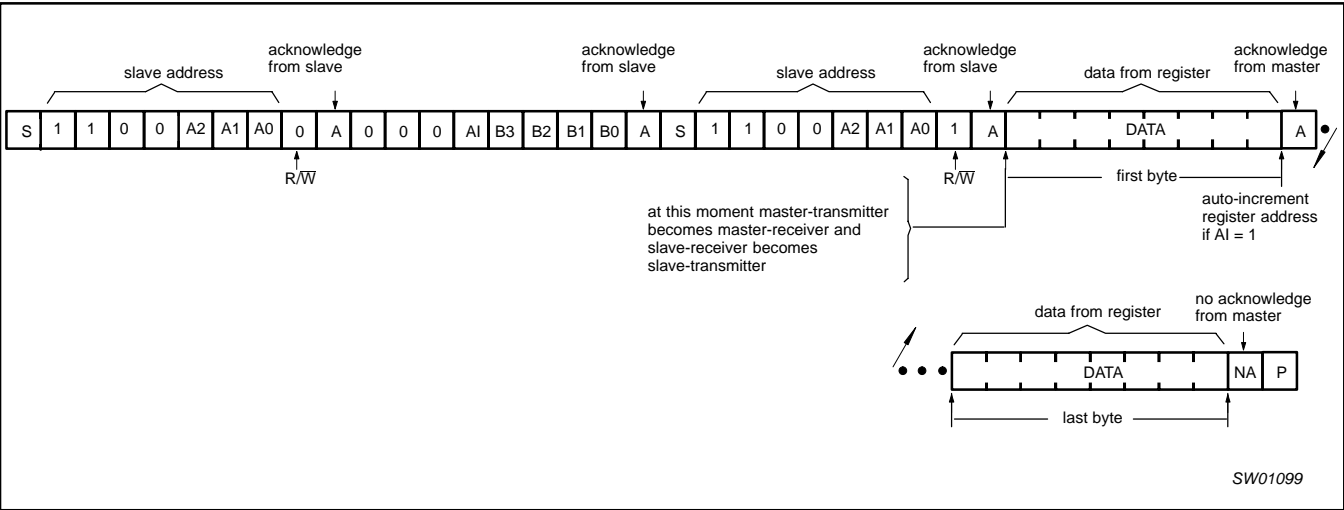 acknowledge
from slave
acknowledge
from slave
acknowledge
from slave
acknowledge
from master
slave address
slave address
data from register
S 1 1 0 0 A2 A1 A0 0 A 0 0 0 AI B3 B2 B1 B0 A S 1 1 0 0 A2 A1 A0 1 A DATA A
R/W̅
R/W̅
first byte
at this moment master-transmitter
becomes master-receiver and
slave-receiver becomes
slave-transmitter
auto-increment
register address
if AI = 1
data from register
no acknowledge
from master
DATA NA P
last byte
SW01099